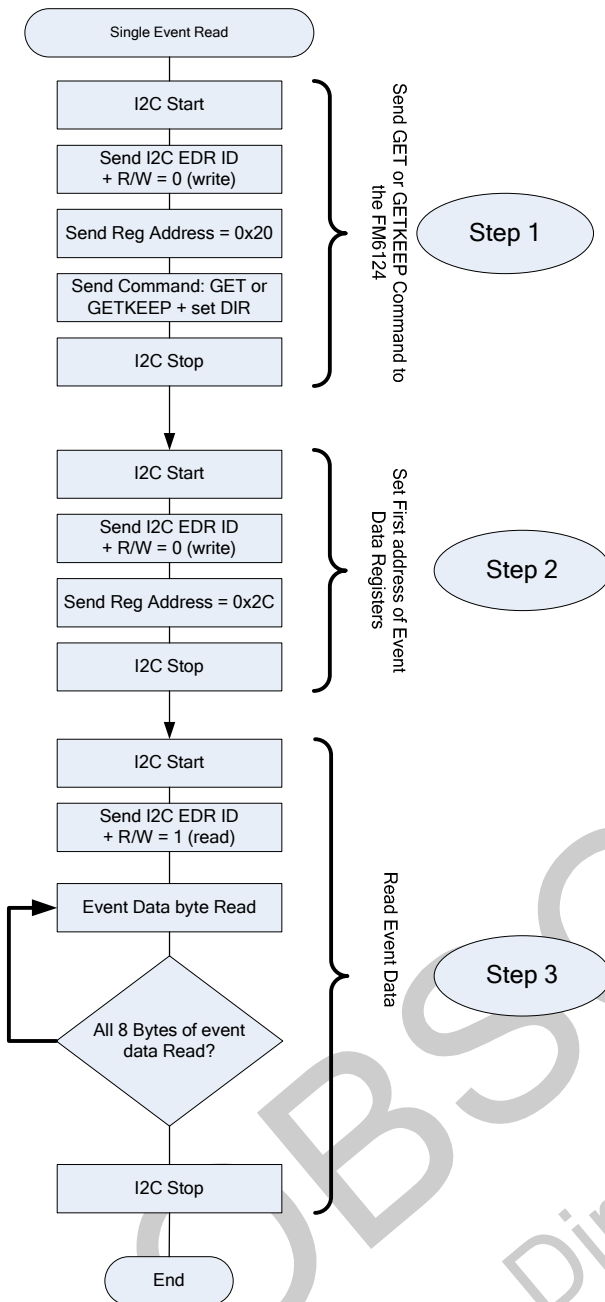 Single Event Read
I2C Start
Send I2C EDR ID
+ R/W = 0 (write)
Send Reg Address = 0x20
Send Command: GET or
GETKEEP + set DIR
I2C Stop
Send GET or GETKEEP Command to
the FM6124
Step 1
I2C Start
Send I2C EDR ID
+ R/W = 0 (write)
Send Reg Address = 0x2C
I2C Stop
Set First address of Event
Data Registers
Step 2
I2C Start
Send I2C EDR ID
+ R/W = 1 (read)
Event Data byte Read
All 8 Bytes of event
data Read?
I2C Stop
End
Read Event Data
Step 3